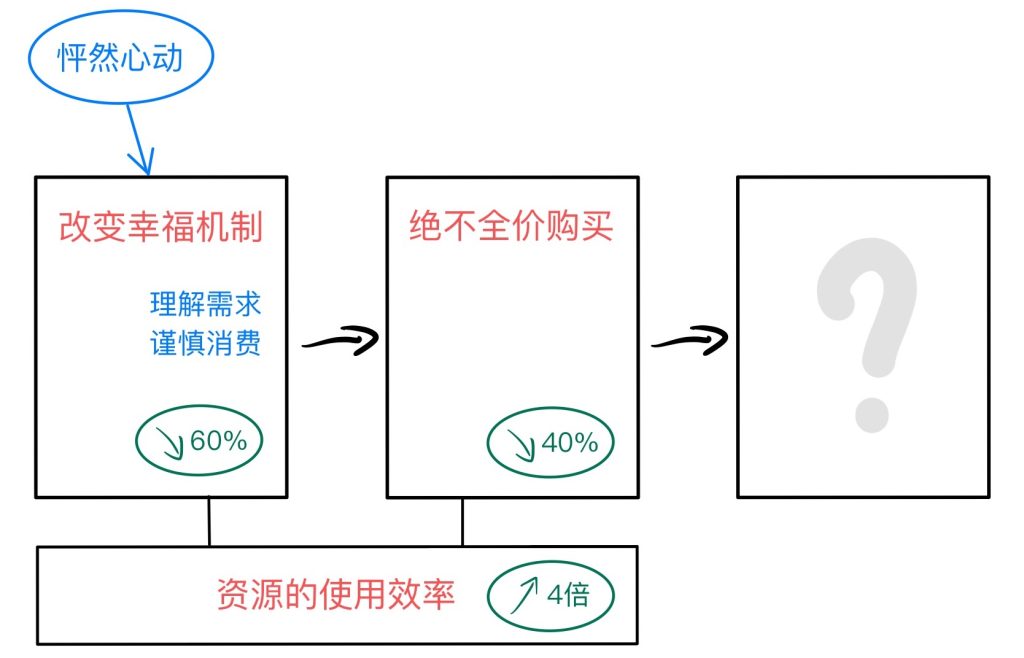 怦然心动
改变幸福机制
理解需求
谨慎消费
60%
绝不全价购买
40%
?
资源的使用效率
4倍